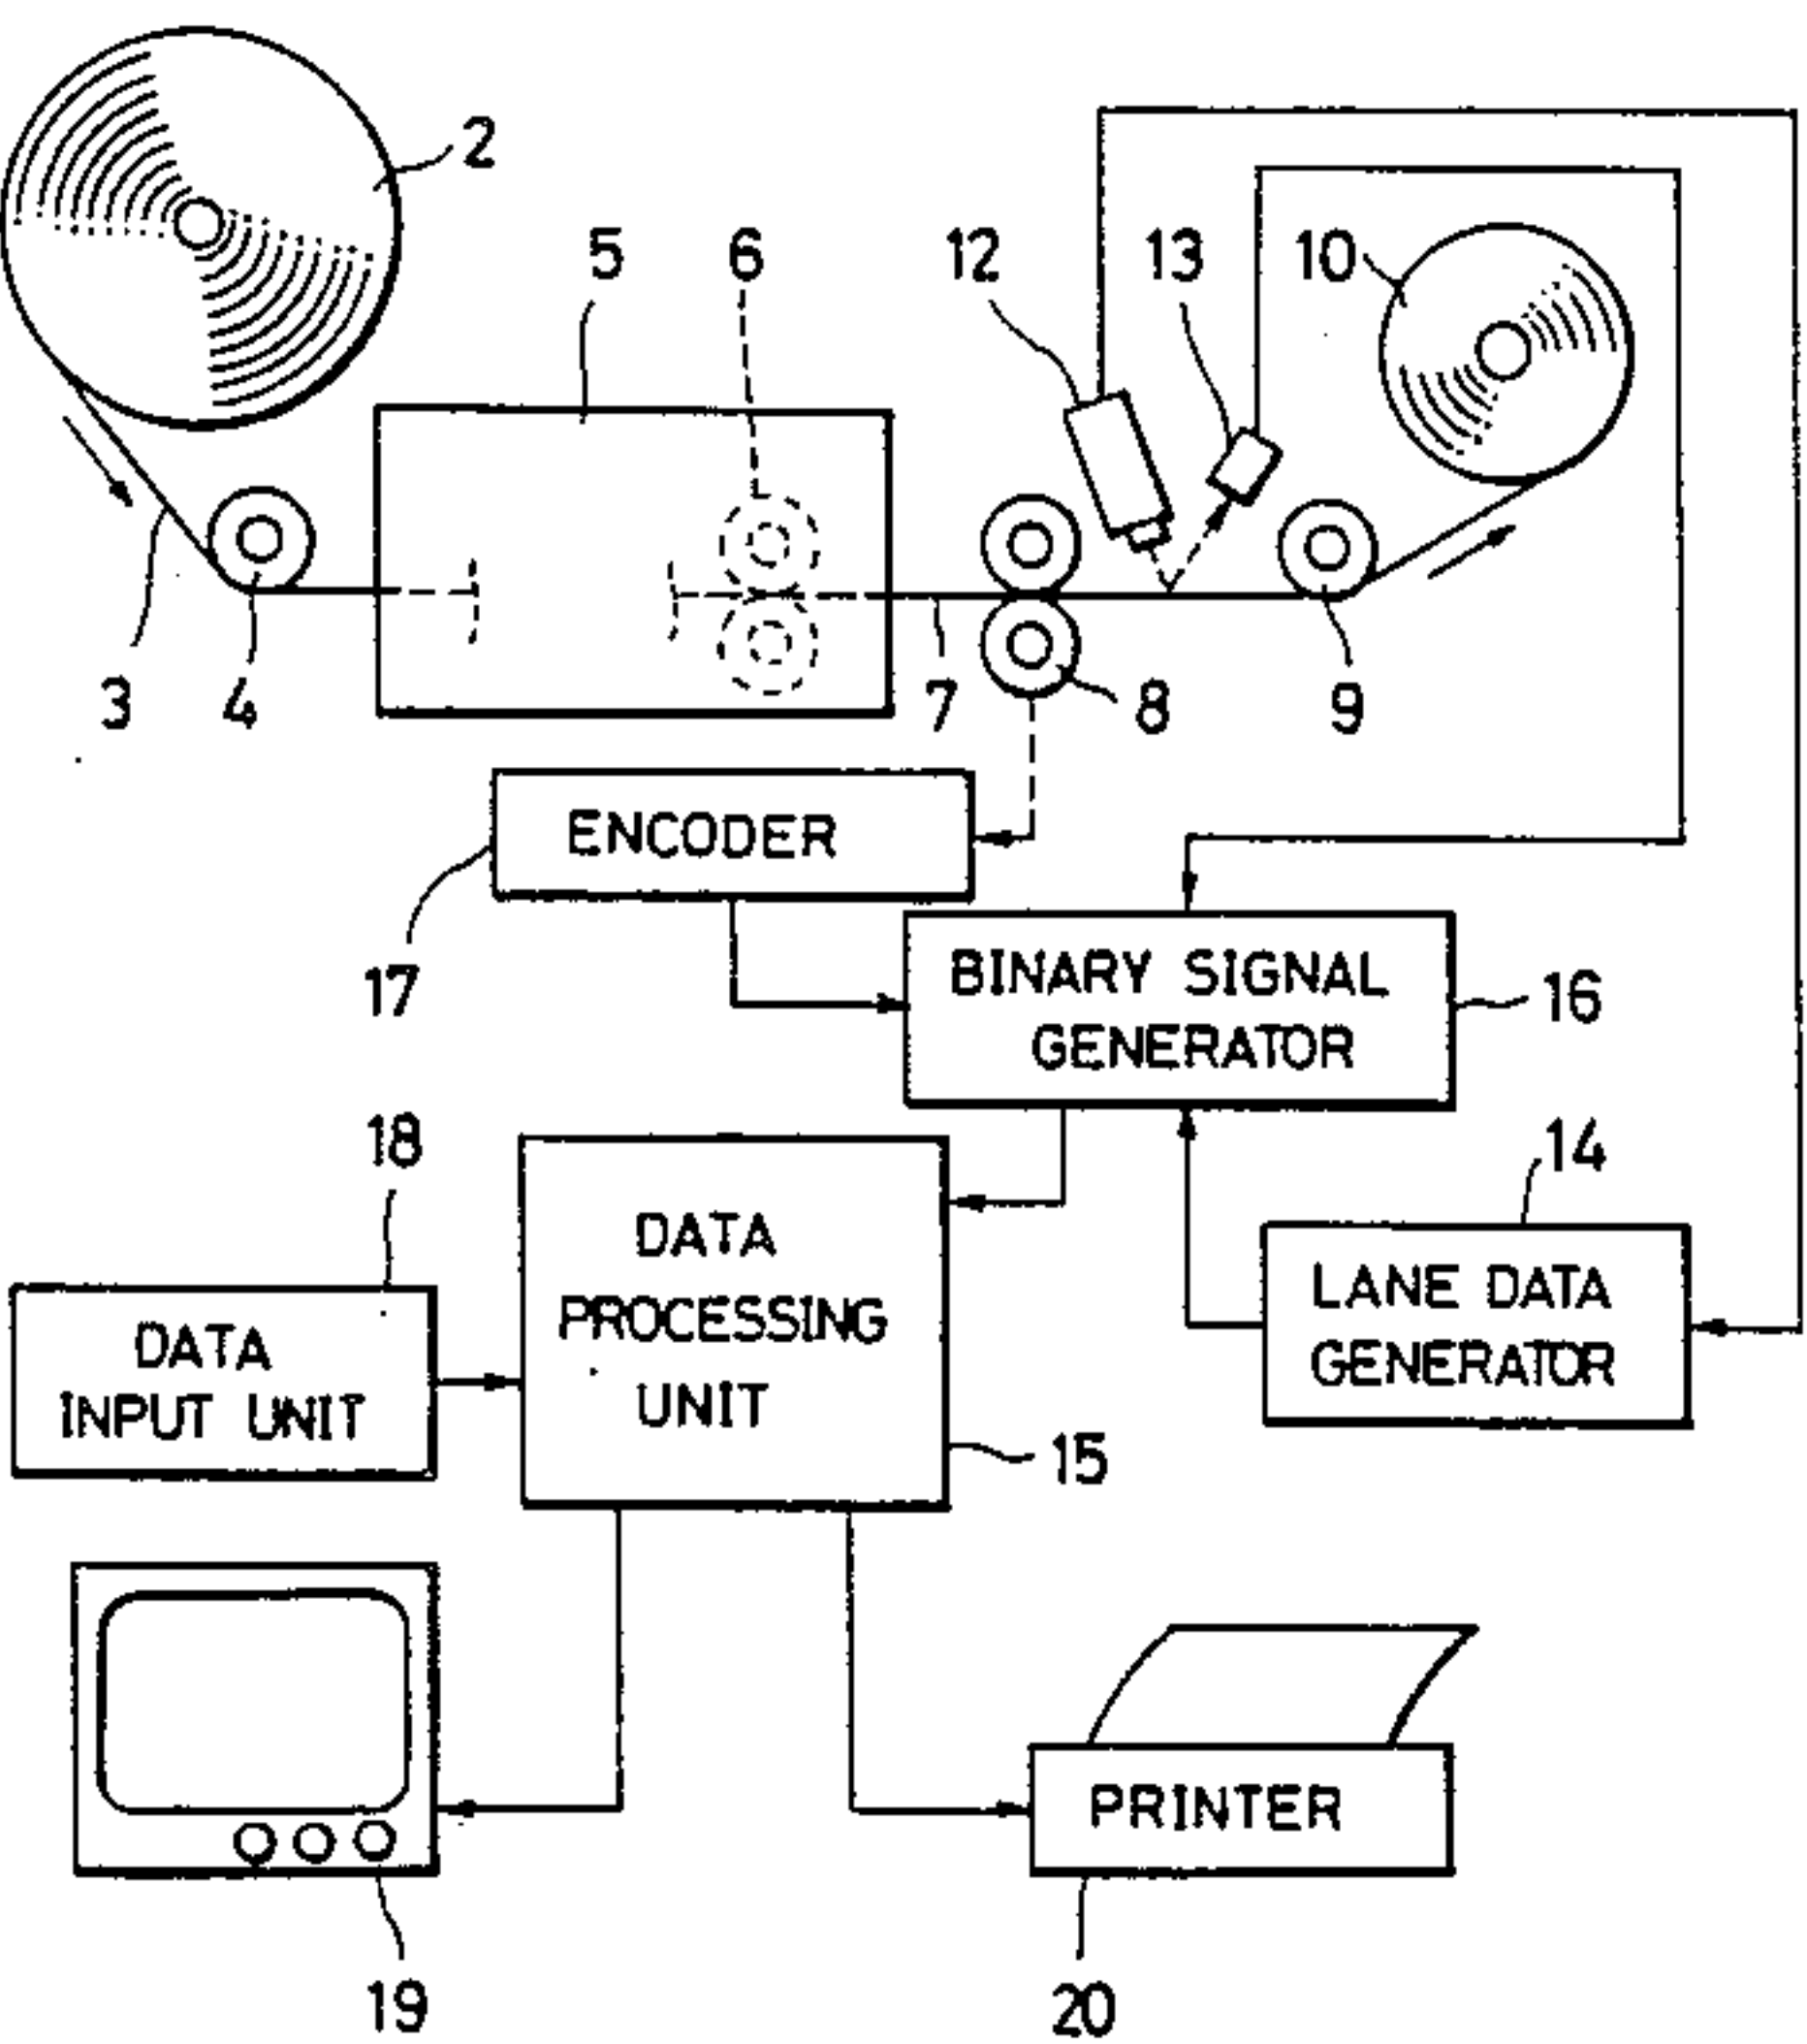 2
5
6
12
13
10
3
4
7
8
9
ENCODER
17
BINARY SIGNAL
GENERATOR
16
18
14
DATA
PROCESSING
UNIT
LANE DATA
GENERATOR
DATA
INPUT UNIT
15
PRINTER
19
20